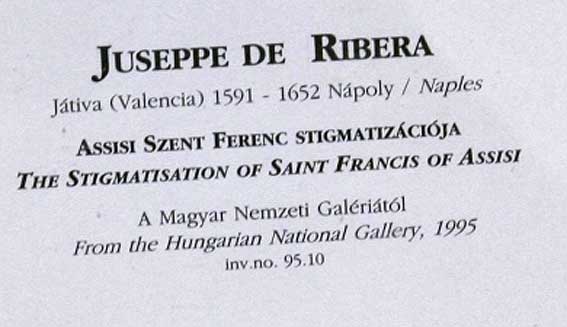 JUSEPPE DE RIBERA
Játiva (Valencia) 1591 - 1652 Nápoly / Naples
ASSISI SZENT FERENC STIGMATIZÁCIÓJA
THE STIGMATISATION OF SAINT FRANCIS OF ASSISI
A Magyar Nemzeti Galériától
From the Hungarian National Gallery, 1995
inv.no. 95.10